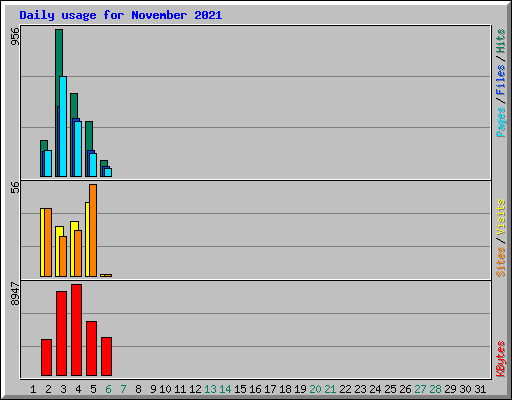 Daily usage for November 2021
956
56
8947
Pages / Files / Hits
Sites / Visits
KBytes
1 2 3 4 5 6 7 8 9 10 11 12 13 14 15 16 17 18 19 20 21 22 23 24 25 26 27 28 29 30 31